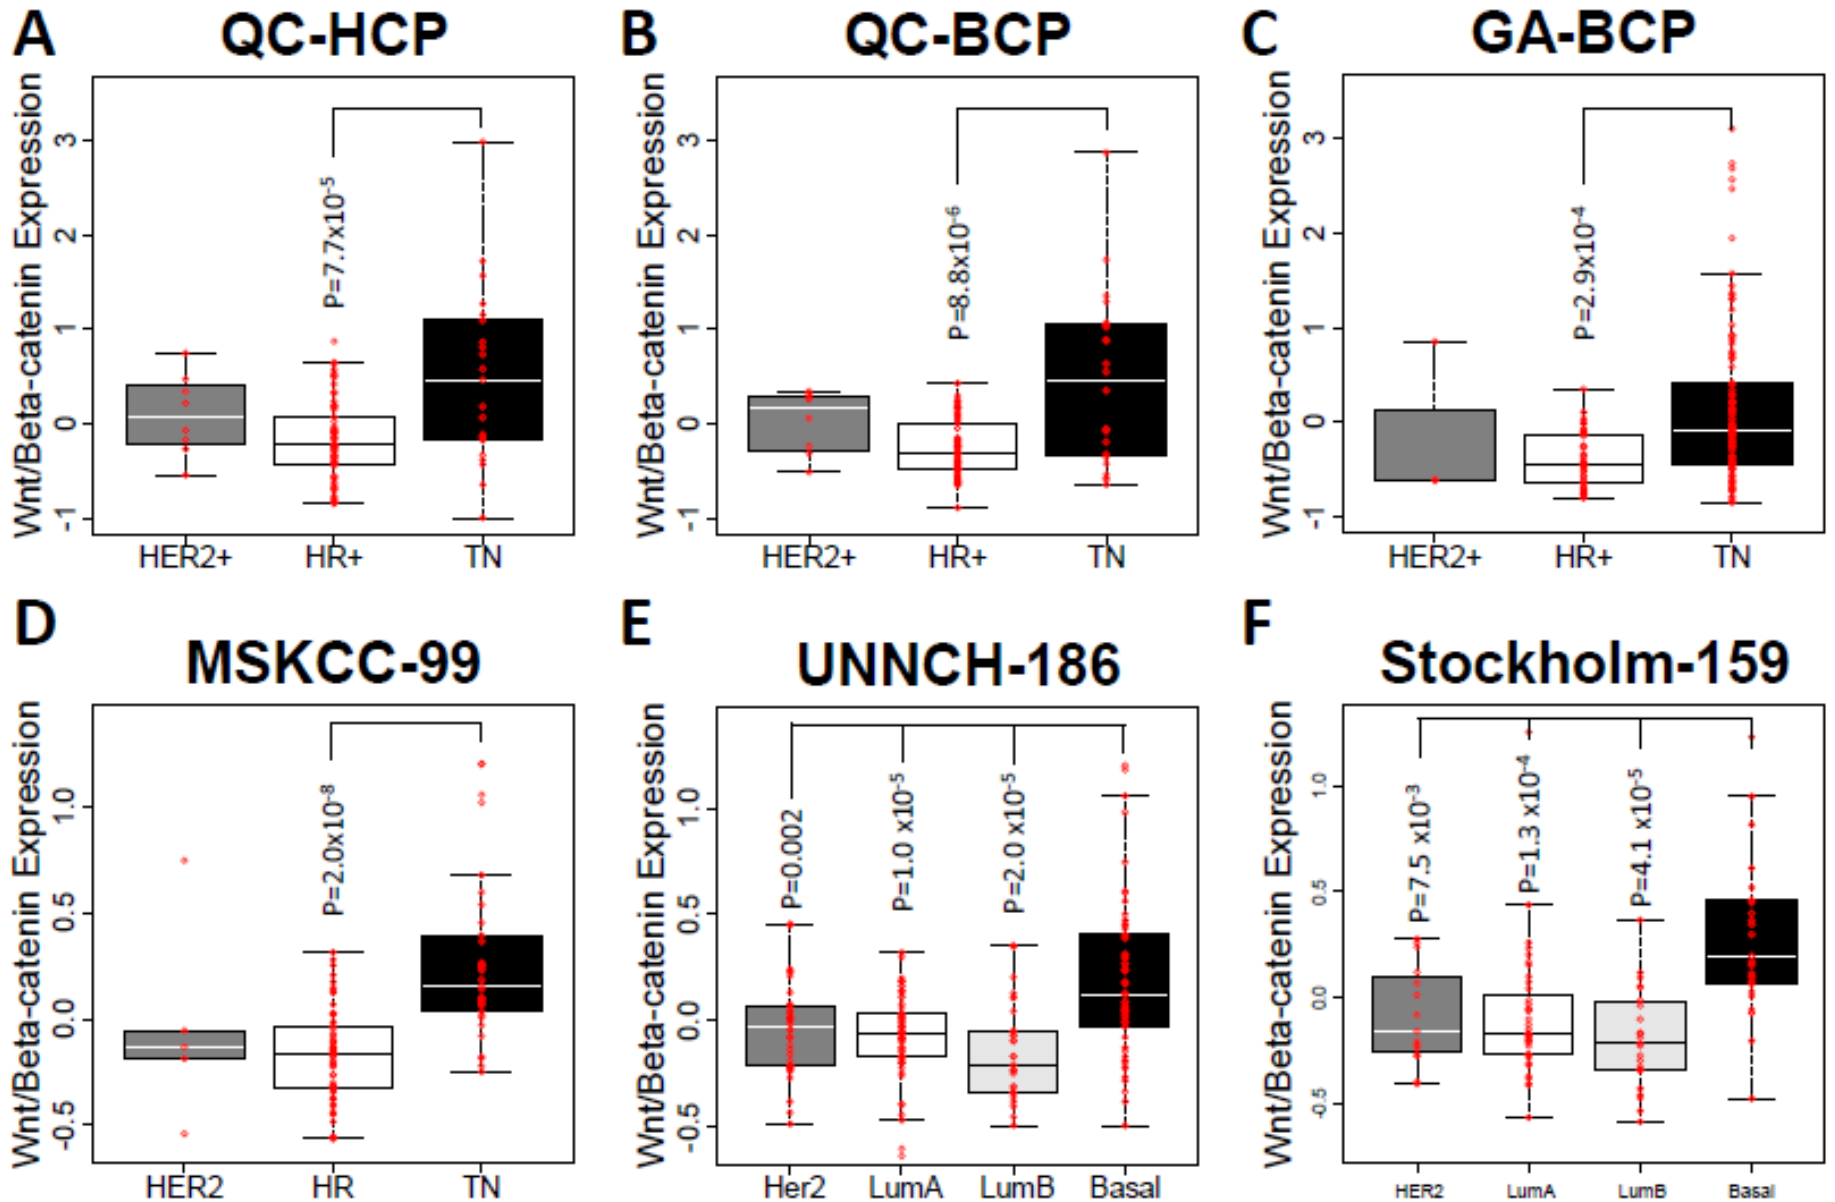 A QC-HCP
Wnt/Beta-catenin Expression
3
2
1
0
-1
P=7.7x10⁻⁵
HER2+ HR+ TN
B QC-BCP
Wnt/Beta-catenin Expression
3
2
1
0
-1
P=8.8x10⁻⁶
HER2+ HR+ TN
C GA-BCP
Wnt/Beta-catenin Expression
3
2
1
0
-1
P=2.9x10⁻⁴
HER2+ HR+ TN
D MSKCC-99
Wnt/Beta-catenin Expression
1.0
0.5
0.0
-0.5
P=2.0x10⁻⁸
HER2 HR TN
E UNNCH-186
Wnt/Beta-catenin Expression
1.0
0.5
0.0
-0.5
P=0.002
P=1.0 x10⁻⁵
P=2.0 x10⁻⁵
Her2 LumA LumB Basal
F Stockholm-159
Wnt/Beta-catenin Expression
1.0
0.5
0.0
-0.5
P=7.5 x10⁻³
P=1.3 x10⁻⁴
P=4.1 x10⁻⁵
HER2 LumA LumB Basal